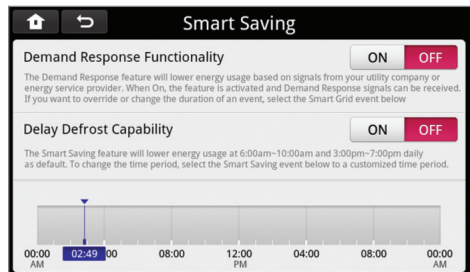 Smart Saving
Demand Response Functionality ON OFF
The Demand Response feature will lower energy usage based on signals from your utility company or
energy service provider. When On, the feature is activated and Demand Response signals can be received.
If you want to override or change the duration of an event, select the Smart Grid event below
Delay Defrost Capability ON OFF
The Smart Saving feature will lower energy usage at 6:00am~10:00am and 3:00pm~7:00pm daily
as default. To change the time period, select the Smart Saving event below to a customized time period.
00:00 02:49 00 08:00 12:00 04:00 08:00 00:00
AM PM AM